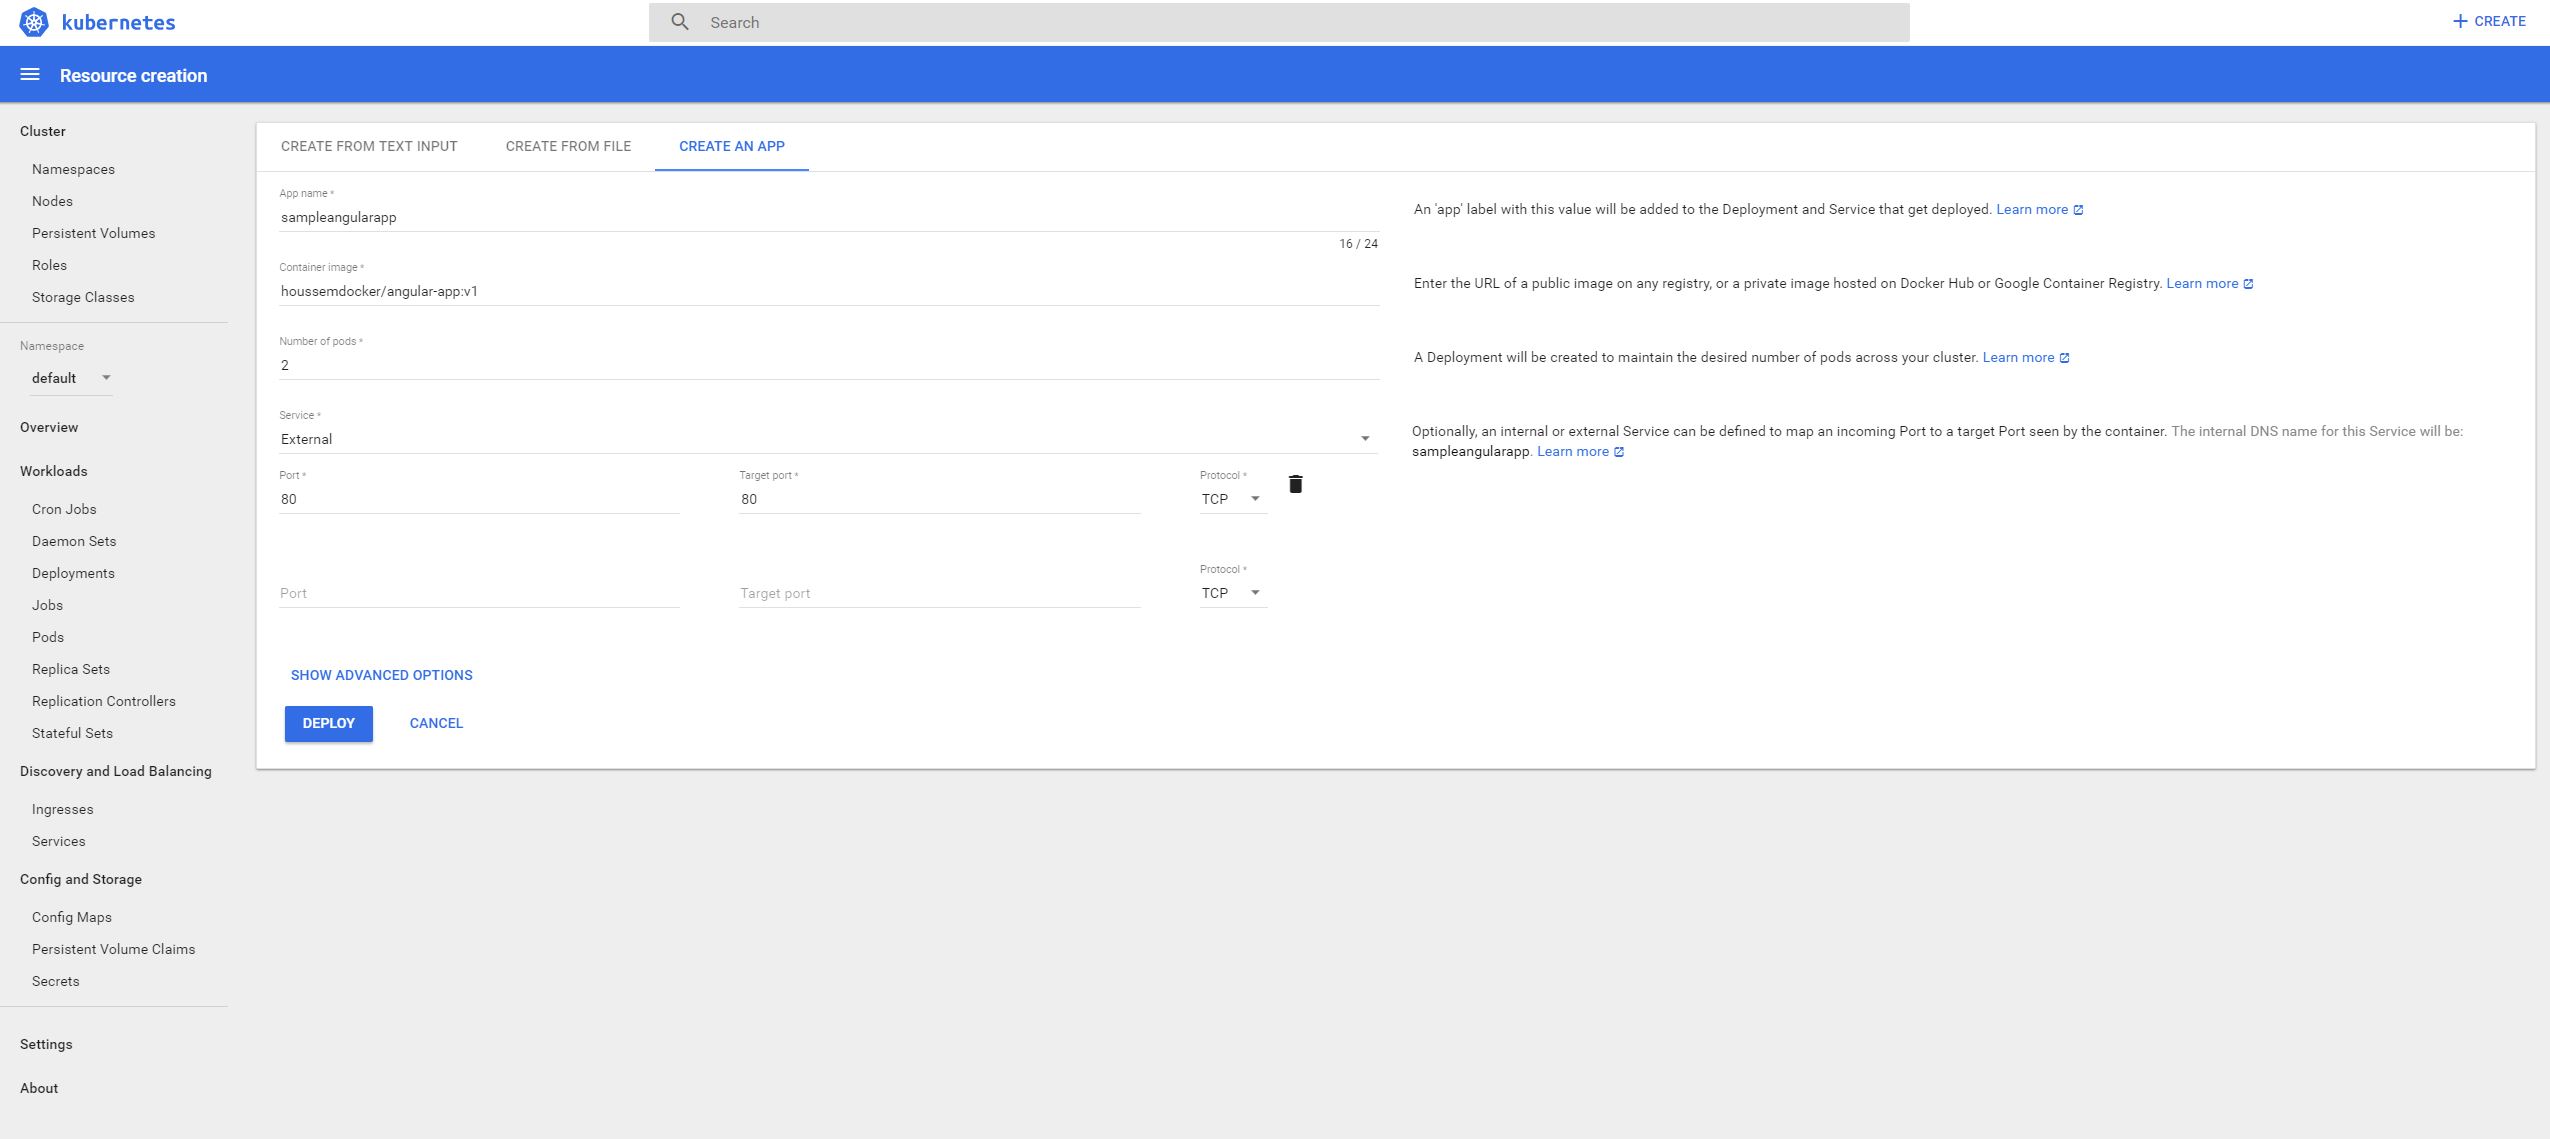 kubernetes
Search
CREATE
Resource creation
Cluster
Namespaces
Nodes
Persistent Volumes
Roles
Storage Classes
Namespace
default
Overview
Workloads
Cron Jobs
Daemon Sets
Deployments
Jobs
Pods
Replica Sets
Replication Controllers
Stateful Sets
Discovery and Load Balancing
Ingresses
Services
Config and Storage
Config Maps
Persistent Volume Claims
Secrets
Settings
About
CREATE FROM TEXT INPUT
CREATE FROM FILE
CREATE AN APP
App name *
sampleangularapp
16 / 24
An 'app' label with this value will be added to the Deployment and Service that get deployed. Learn more
Container image *
houssemdocker/angular-app:v1
Enter the URL of a public image on any registry, or a private image hosted on Docker Hub or Google Container Registry. Learn more
Number of pods *
2
A Deployment will be created to maintain the desired number of pods across your cluster. Learn more
Service *
External
Optionally, an internal or external Service can be defined to map an incoming Port to a target Port seen by the container. The internal DNS name for this Service will be:
sampleangularapp. Learn more
Port *
80
Target port *
80
Protocol *
TCP
Port
Target port
Protocol *
TCP
SHOW ADVANCED OPTIONS
DEPLOY
CANCEL